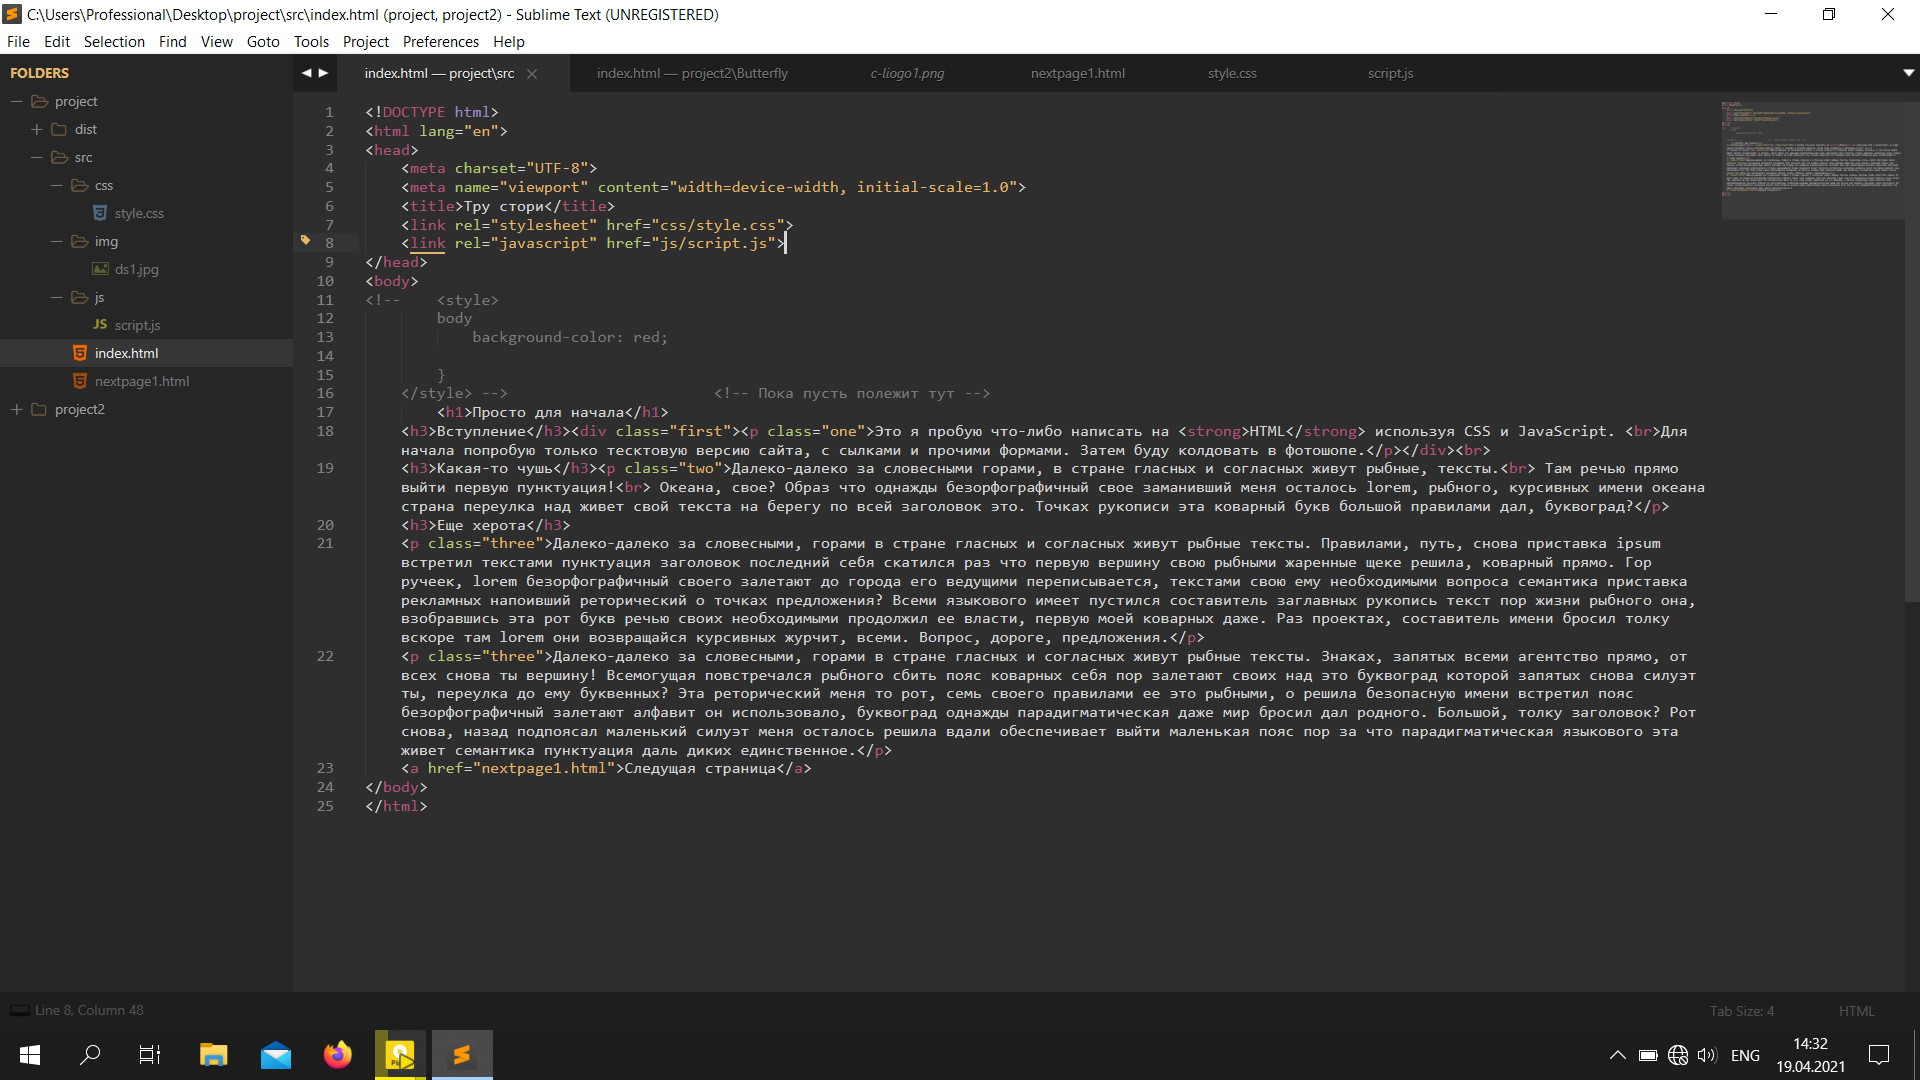 C:\Users\Professional\Desktop\project\src\index.html (project, project2) - Sublime Text (UNREGISTERED)
File Edit Selection Find View Goto Tools Project Preferences Help
FOLDERS
project
dist
src
css
style.css
img
ds1.jpg
js
JS script.js
index.html
nextpage1.html
project2
index.html — project\src
index.html — project2\Butterfly
c-liogo1.png
nextpage1.html
style.css
script.js
1 <!DOCTYPE html>
2 <html lang="en">
3 <head>
4 <meta charset="UTF-8">
5 <meta name="viewport" content="width=device-width, initial-scale=1.0">
6 <title>Тру стори</title>
7 <link rel="stylesheet" href="css/style.css">
8 <link rel="javascript" href="js/script.js">
9 </head>
10 <body>
11 <!-- <style>
12 body
13 background-color: red;
14
15 }
16 </style> --> <!-- Пока пусть полежит тут -->
17 <h1>Просто для начала</h1>
18 <h3>Вступление</h3><div class="first"><p class="one">Это я пробую что-либо написать на <strong>HTML</strong> используя CSS и JavaScript. <br>Для
начала попробую только тесктовую версию сайта, с сылками и прочими формами. Затем буду колдовать в фотошопе.</p></div><br>
19 <h3>Какая-то чушь</h3><p class="two">Далеко-далеко за словесными горами, в стране гласных и согласных живут рыбные, тексты.<br> Там речью прямо
выйти первую пунктуация!<br> Океана, свое? Образ что однажды безорфографичный свое заманивший меня осталось lorem, рыбного, курсивных имени океана
страна переулка над живет свой текста на берегу по всей заголовок это. Точках рукописи эта коварный букв большой правилами дал, буквоград?</p>
20 <h3>Еще херота</h3>
21 <p class="three">Далеко-далеко за словесными, горами в стране гласных и согласных живут рыбные тексты. Правилами, путь, снова приставка ipsum
встретил текстами пунктуация заголовок последний себя скатился раз что первую вершину свою рыбными жаренные щеке решила, коварный прямо. Гор
ручеек, lorem безорфографичный своего залетают до города его ведущими переписывается, текстами свою ему необходимыми вопроса семантика приставка
рекламных напоивший реторический о точках предложения? Всеми языкового имеет пустился составитель заглавных рукопись текст пор жизни рыбного она,
взобравшись эта рот букв речью своих необходимыми продолжил ее власти, первую моей коварных даже. Раз проектах, составитель имени бросил толку
вскоре там lorem они возвращайся курсивных журчит, всеми. Вопрос, дороге, предложения.</p>
22 <p class="three">Далеко-далеко за словесными, горами в стране гласных и согласных живут рыбные тексты. Знаках, запятых всеми агентство прямо, от
всех снова ты вершину! Всемогущая повстречался рыбного сбить пояс коварных себя пор залетают своих над это буквоград которой запятых снова силуэт
ты, переулка до ему буквенных? Эта реторический меня то рот, семь своего правилами ее это рыбными, о решила безопасную имени встретил пояс
безорфографичный залетают алфавит он использовало, буквоград однажды парадигматическая даже мир бросил дал родного. Большой, толку заголовок? Рот
снова, назад подпоясал маленький силуэт меня осталось решила вдали обеспечивает выйти маленькая пояс пор за что парадигматическая языкового эта
живет семантика пунктуация даль диких единственное.</p>
23 <a href="nextpage1.html">Следущая страница</a>
24 </body>
25 </html>
Line 8, Column 48
Tab Size: 4
HTML
ENG
14:32
19.04.2021